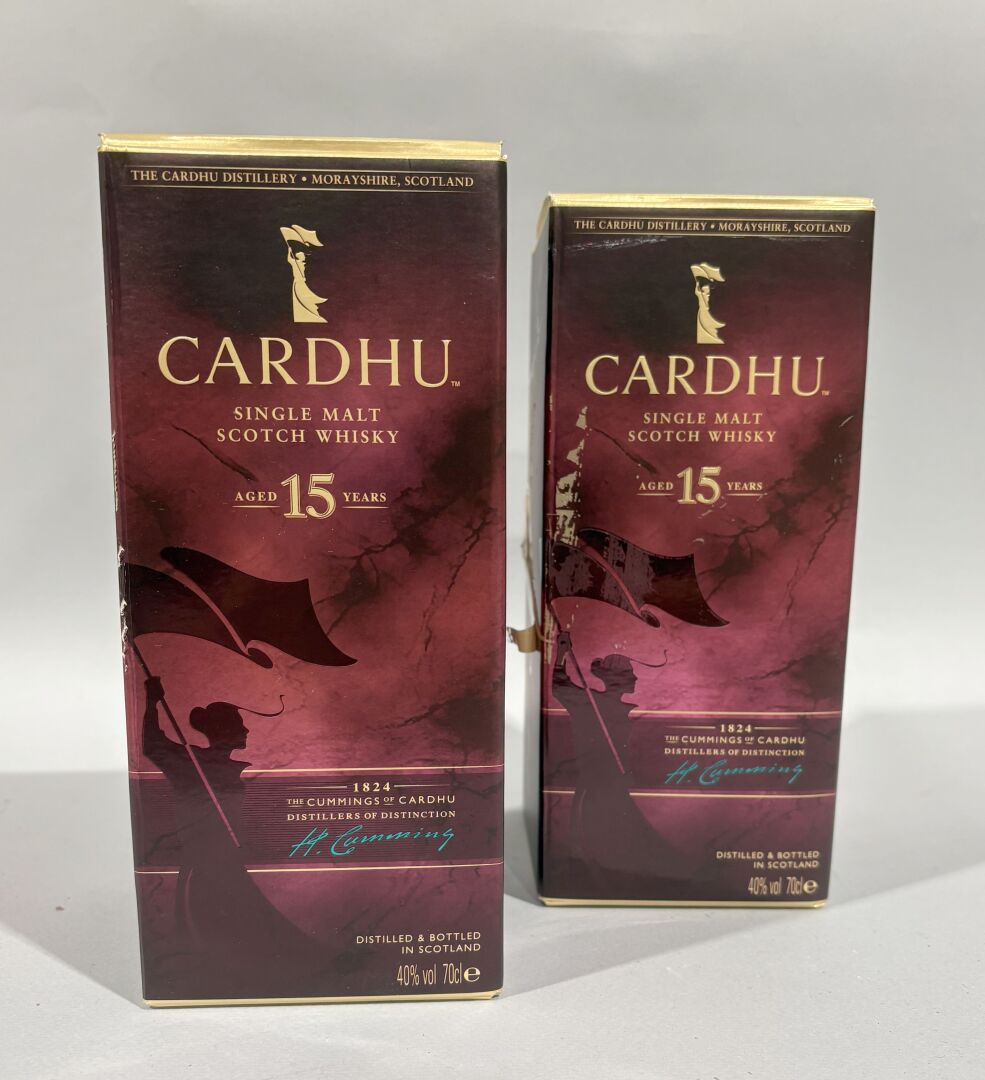 THE CARDHU DISTILLERY • MORAYSHIRE, SCOTLAND
CARDHU™
SINGLE MALT
SCOTCH WHISKY
AGED 15 YEARS
1824
THE CUMMINGS OF CARDHU
DISTILLERS OF DISTINCTION
H. Cumming
DISTILLED & BOTTLED
IN SCOTLAND
40% vol 70cl e
THE CARDHU DISTILLERY • MORAYSHIRE, SCOTLAND
CARDHU™
SINGLE MALT
SCOTCH WHISKY
AGED 15 YEARS
1824
THE CUMMINGS OF CARDHU
DISTILLERS OF DISTINCTION
H. Cumming
DISTILLED & BOTTLED
IN SCOTLAND
40% vol 70cl e